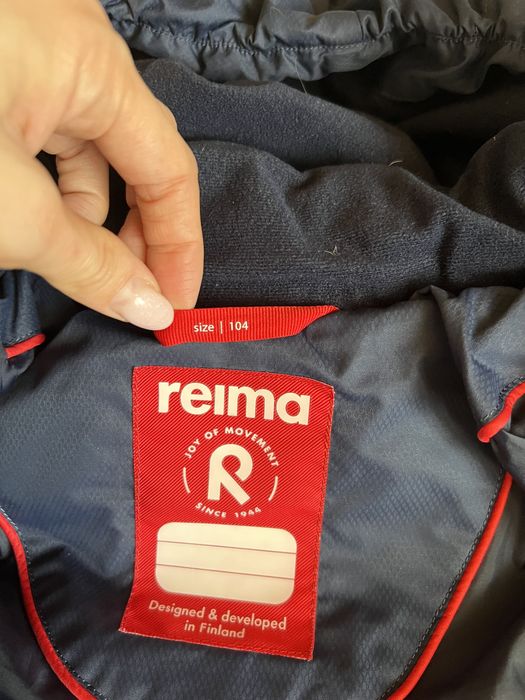 size | 104
reima
JOY OF MOVEMENT
R
SINCE 1944
Designed & developed
in Finland